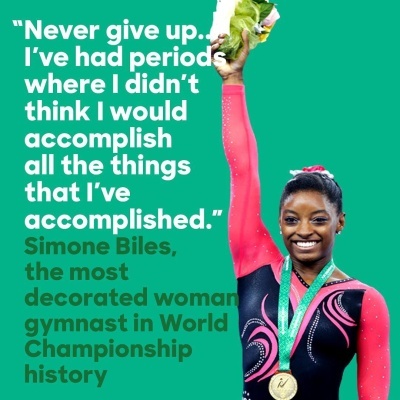 “Never give up..
I’ve had periods
where I didn’t
think I would
accomplish
all the things
that I’ve
accomplished.”
Simone Biles,
the most
decorated woman
gymnast in World
Championship
history